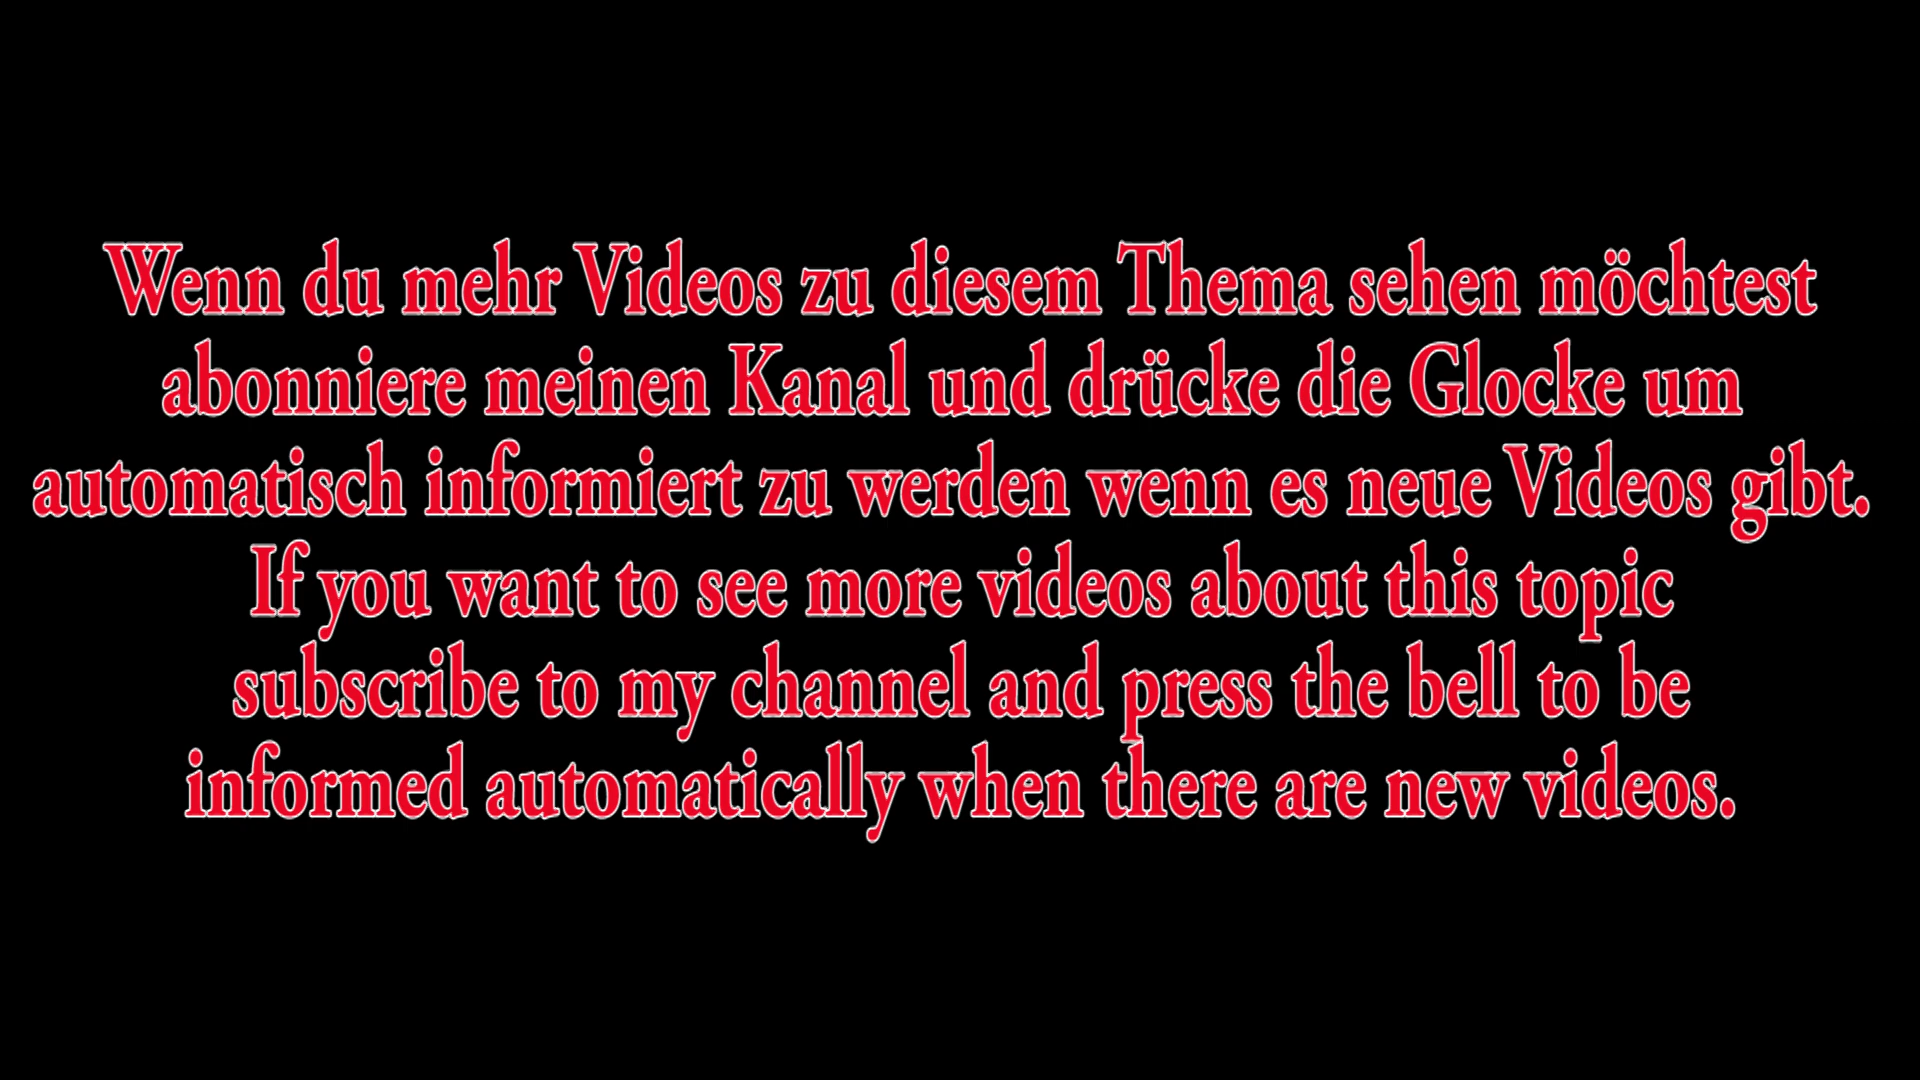 Wenn du mehr Videos zu diesem Thema sehen möchtest
abonniere meinen Kanal und drücke die Glocke um
automatisch informiert zu werden wenn es neue Videos gibt.
If you want to see more videos about this topic
subscribe to my channel and press the bell to be
informed automatically when there are new videos.